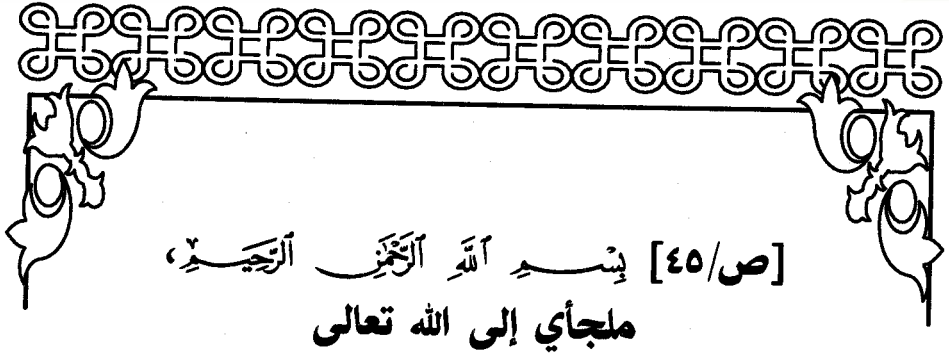 [ص/٤٥] بِسْمِ ٱللَّهِ ٱلرَّحْمَٰنِ ٱلرَّحِيمِ،
ملجأي إلى الله تعالى